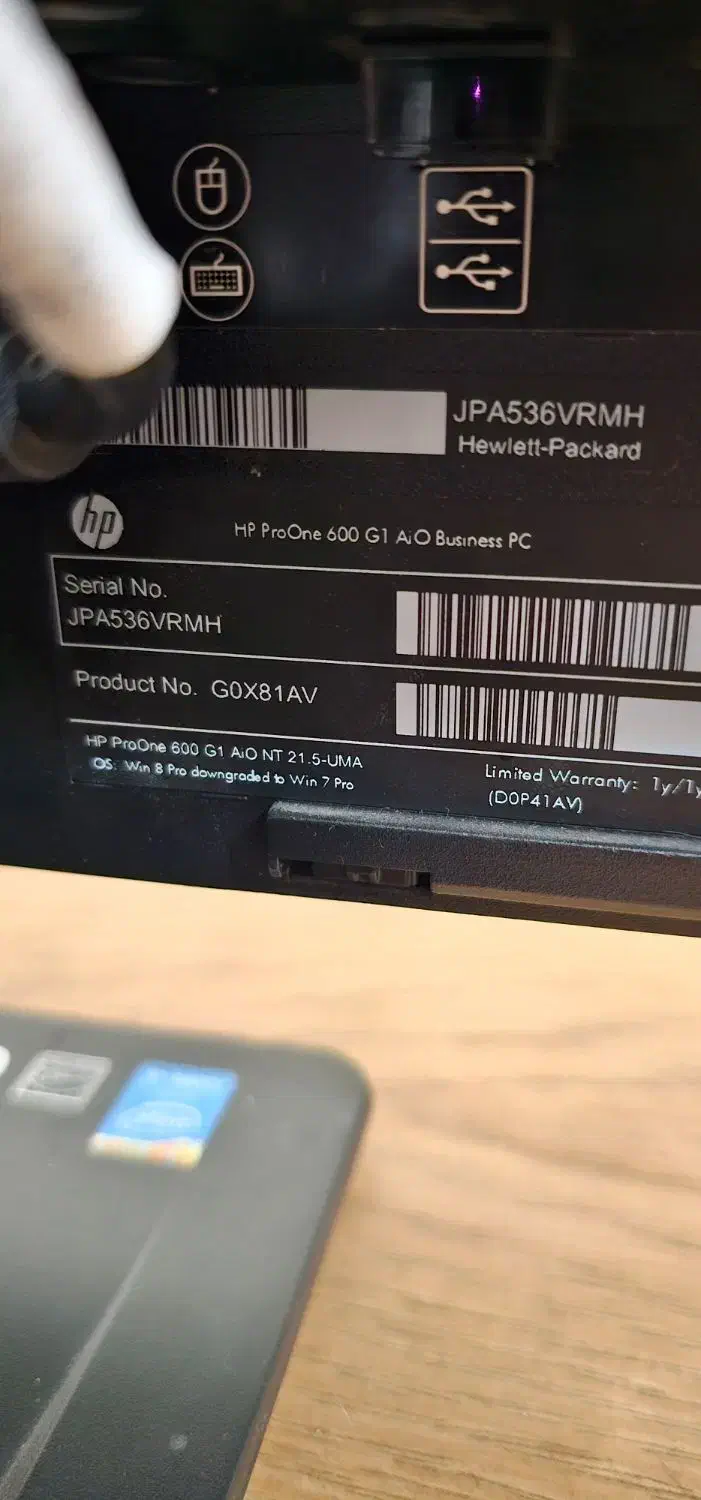 JPA536VRMH
Hewlett-Packard
hp
HP ProOne 600 G1 AiO Business PC
Serial No.
JPA536VRMH
Product No. G0X81AV
HP ProOne 600 G1 AiO NT 21.5-UMA
OS: Win 8 Pro downgraded to Win 7 Pro
Limited Warranty: 1y/1y
(D0P41AV)